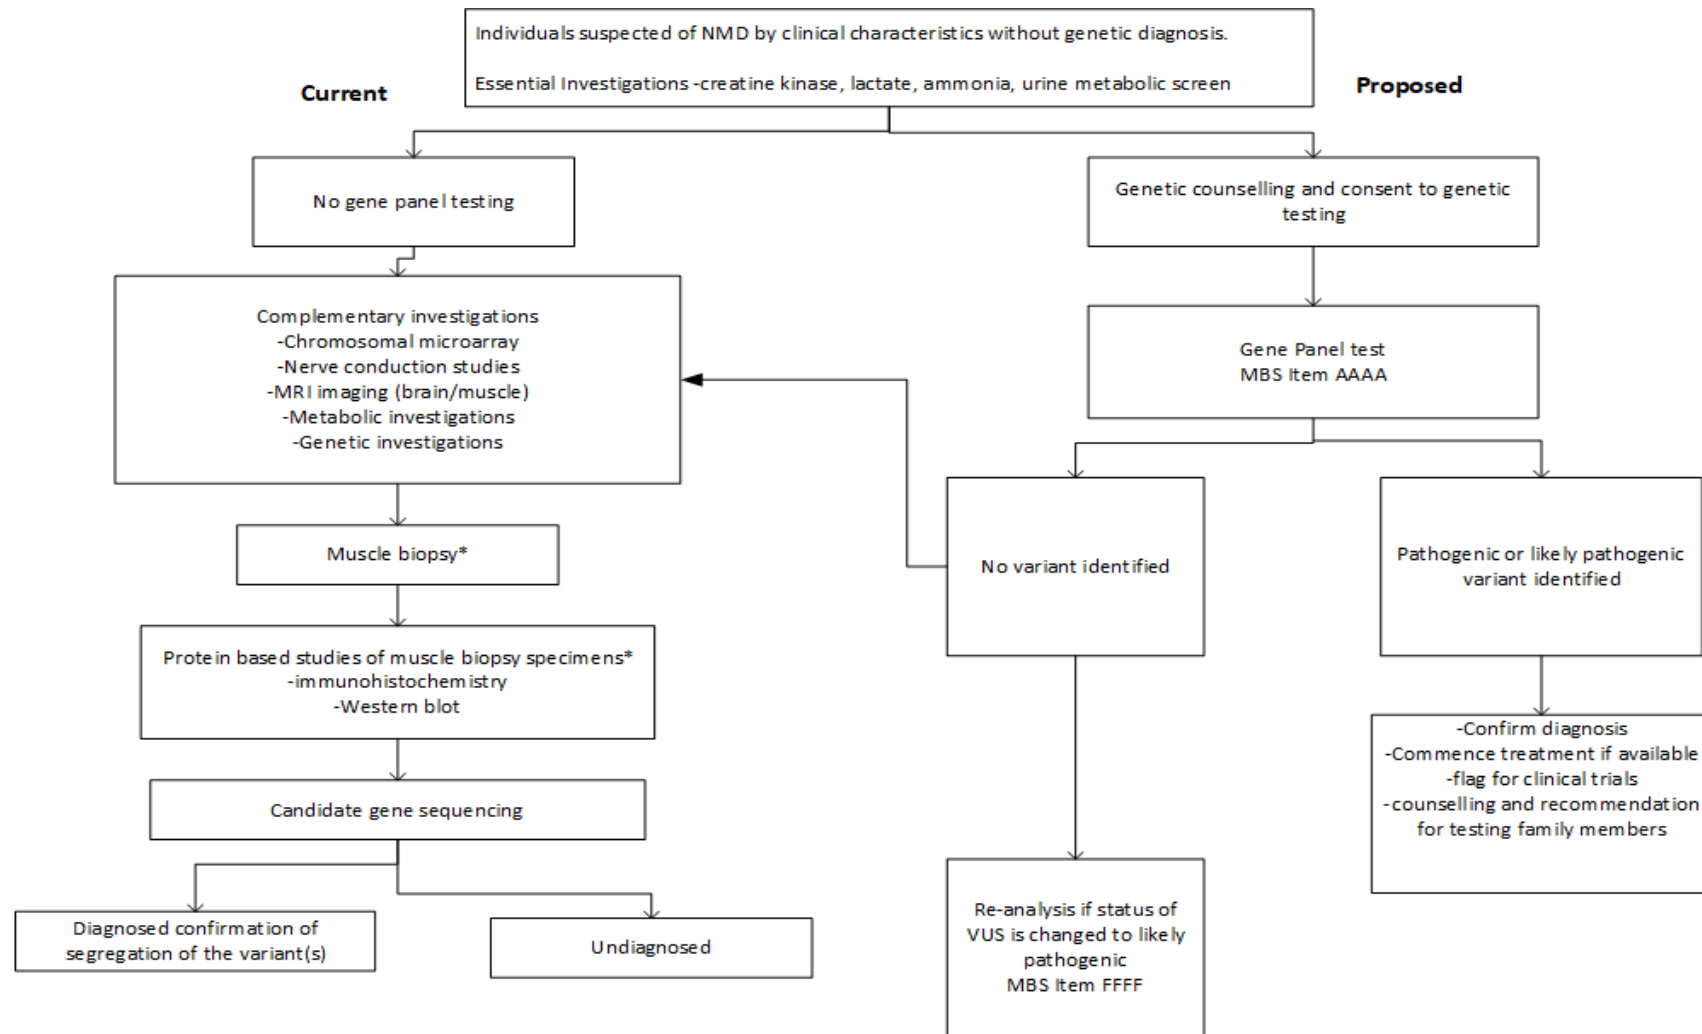 Individuals suspected of NMD by clinical characteristics without genetic diagnosis.
Essential Investigations -creatine kinase, lactate, ammonia, urine metabolic screen
Current
Proposed
No gene panel testing
Genetic counselling and consent to genetic
testing
Complementary investigations
-Chromosomal microarray
-Nerve conduction studies
-MRI imaging (brain/muscle)
-Metabolic investigations
-Genetic investigations
Gene Panel test
MBS Item AAAA
Muscle biopsy*
No variant identified
Pathogenic or likely pathogenic
variant identified
Protein based studies of muscle biopsy specimens*
-immunohistochemistry
-Western blot
-Confirm diagnosis
-Commence treatment if available
-flag for clinical trials
-counselling and recommendation
for testing family members
Candidate gene sequencing
Diagnosed confirmation of
segregation of the variant(s)
Undiagnosed
Re-analysis if status of
VUS is changed to likely
pathogenic
MBS Item FFFF